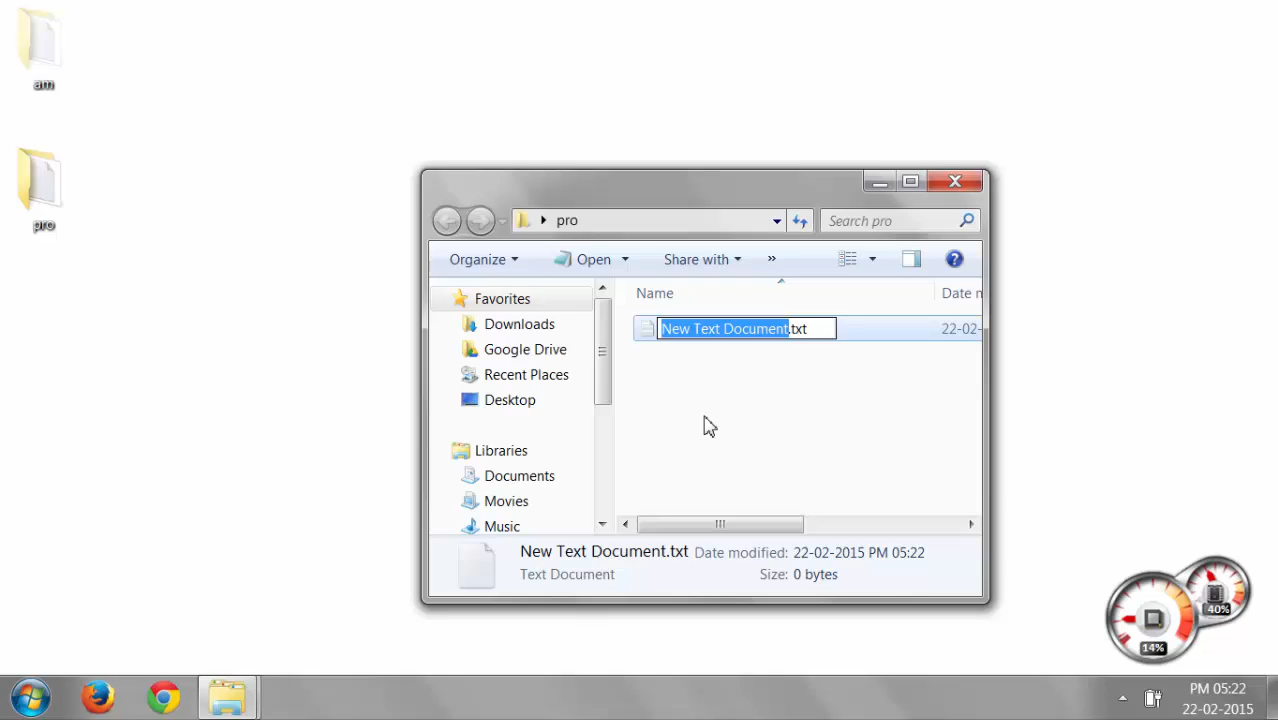 am
pro
pro
Search pro
Organize
Open
Share with
»
Name
Date n
Favorites
Downloads
Google Drive
Recent Places
Desktop
Libraries
Documents
Movies
Music
New Text Document.txt
22-02-
New Text Document.txt
Date modified: 22-02-2015 PM 05:22
Text Document
Size: 0 bytes
40%
14%
PM 05:22
22-02-2015